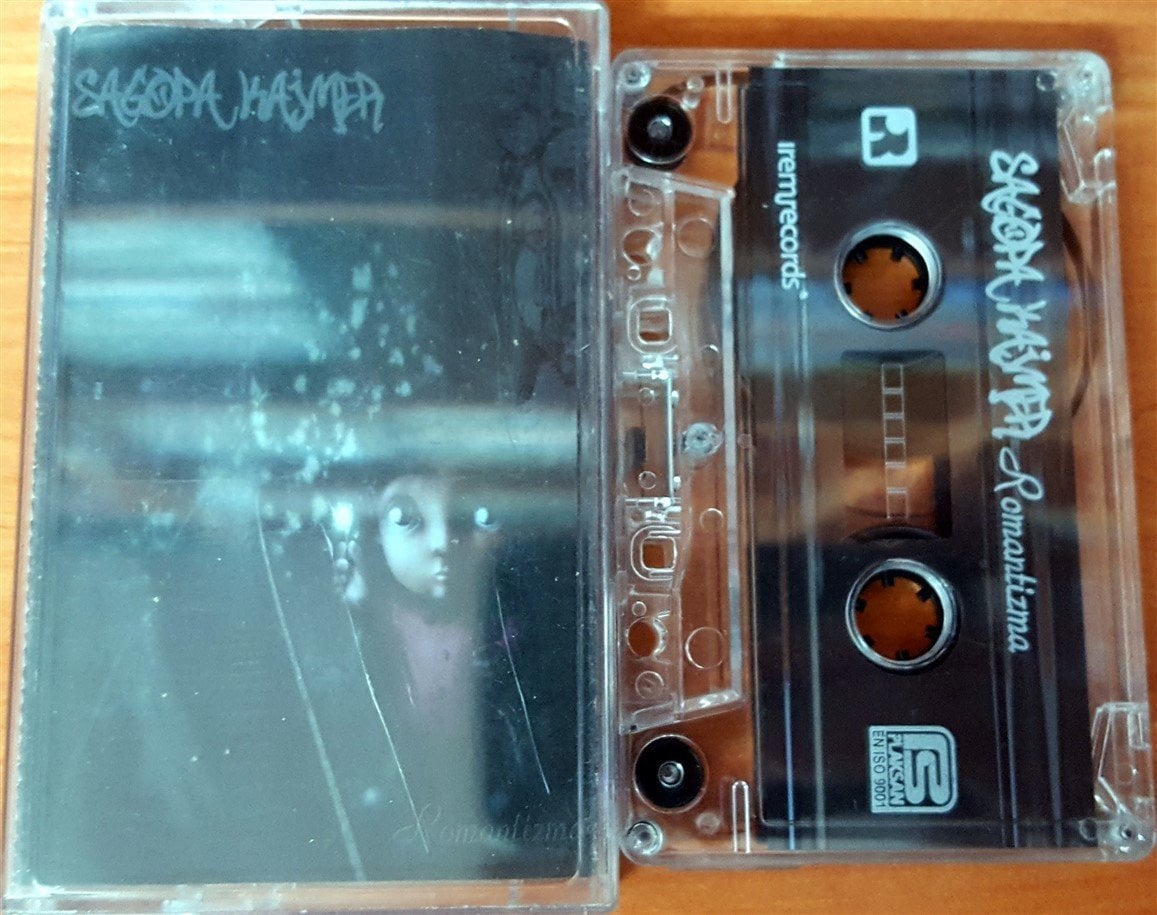 SAGOPA KAJMER
Romantizma
iremrecords
SAGOPA KAJMER Romantizma
PLAKSAN
EN ISO 9001